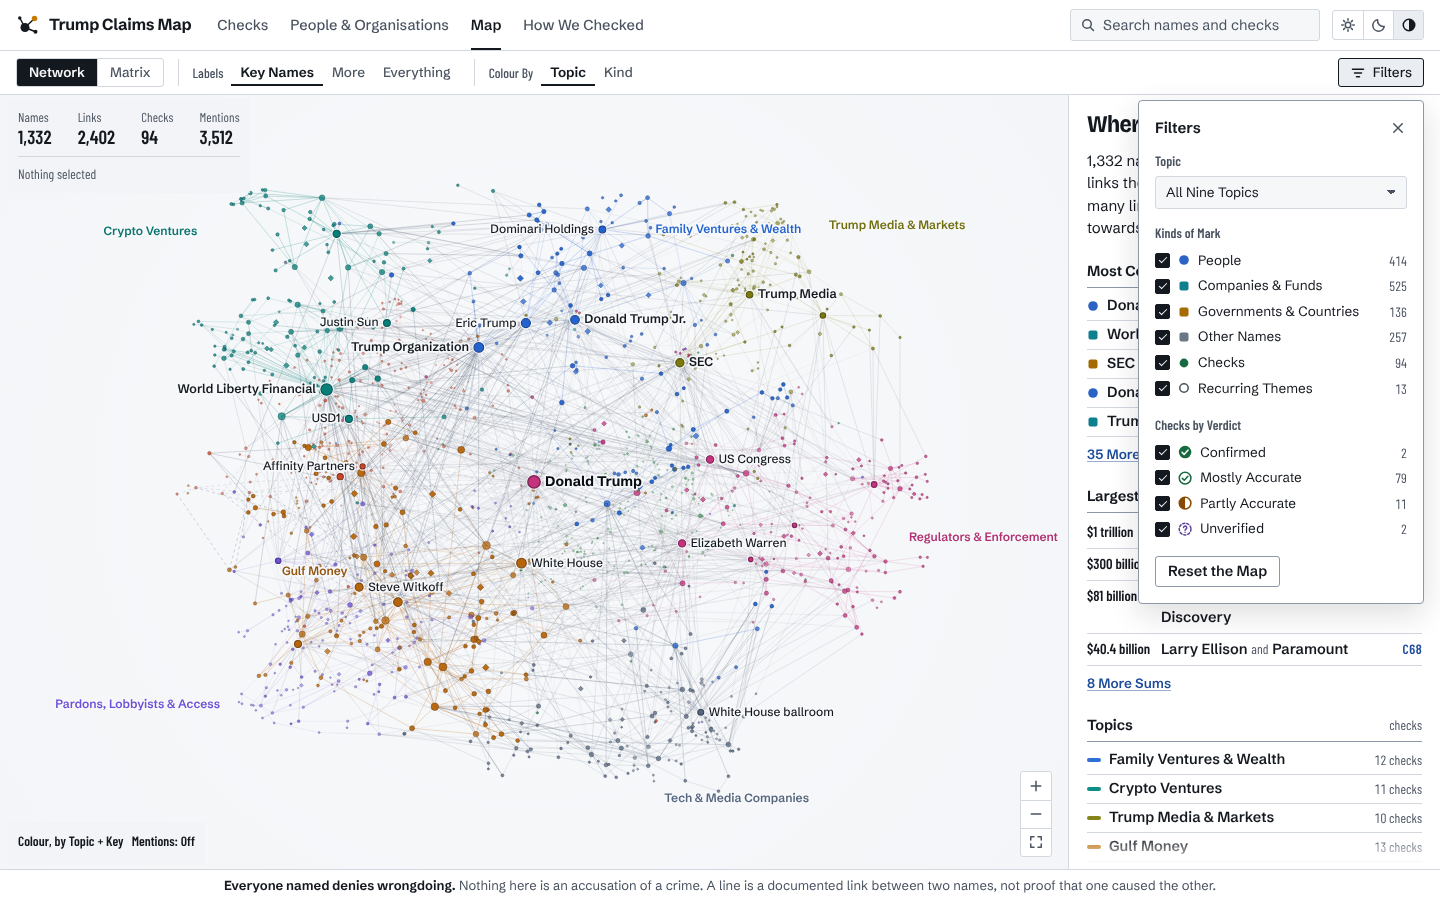 Trump Claims Map
Checks
People & Organisations
Map
How We Checked
Search names and checks
Network
Matrix
Labels
Key Names
More
Everything
Colour By
Topic
Kind
Filters
Names
Links
Checks
Mentions
1,332
2,402
94
3,512
Nothing selected
Crypto Ventures
Dominari Holdings
Family Ventures & Wealth
Trump Media & Markets
Trump Media
Justin Sun
Eric Trump
Donald Trump Jr.
Trump Organization
SEC
World Liberty Financial
USD1
US Congress
Affinity Partners
Donald Trump
Regulators & Enforcement
Elizabeth Warren
White House
Gulf Money
Steve Witkoff
Pardons, Lobbyists & Access
White House ballroom
Tech & Media Companies
Colour, by Topic + Key
Mentions: Off
1,332
links
many
towards
Most
SEC
35 More
Largest
$1 trillion
$81 billion
Discovery
$40.4 billion
Larry Ellison and Paramount
C68
8 More Sums
Topics
checks
Family Ventures & Wealth
12 checks
Crypto Ventures
11 checks
Trump Media & Markets
10 checks
Gulf Money
13 checks
Filters
Topic
All Nine Topics
Kinds of Mark
People
414
Companies & Funds
525
Governments & Countries
136
Other Names
257
Checks
94
Recurring Themes
13
Checks by Verdict
Confirmed
2
Mostly Accurate
79
Partly Accurate
11
Unverified
2
Reset the Map
Everyone named denies wrongdoing. Nothing here is an accusation of a crime. A line is a documented link between two names, not proof that one caused the other.